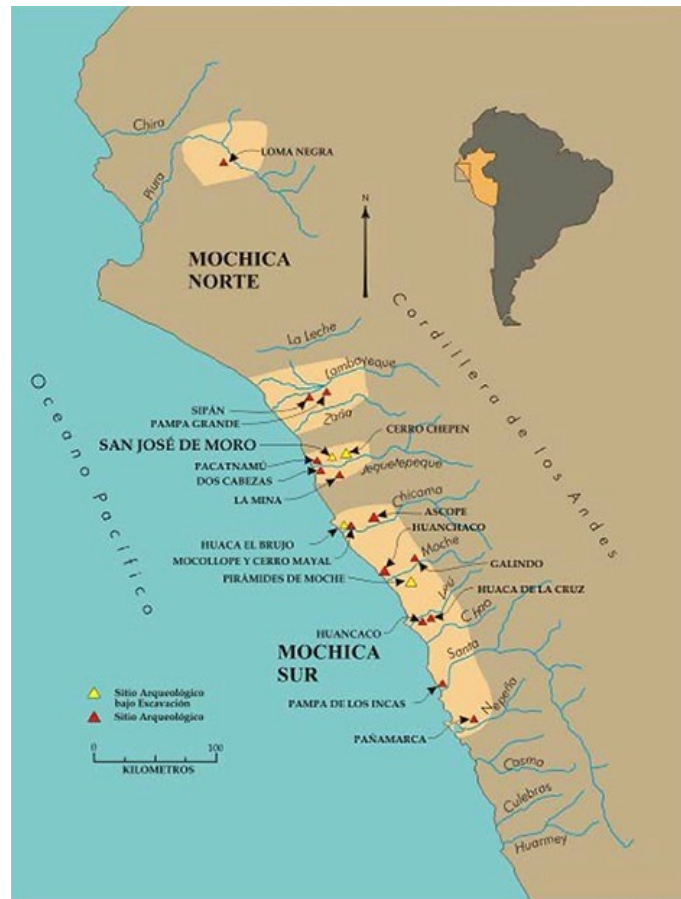 Chira
Piura
LOMA NEGRA
MOCHICA
NORTE
N
Cordillera de los Andes
Oceano Pacífico
La Leche
Lambayeque
SIPÁN
PAMPA GRANDE
Zaña
SAN JOSÉ DE MORO
CERRO CHEPEN
PACATNAMÚ
DOS CABEZAS
Jequetepeque
LA MINA
Chicama
ASCOPE
HUANCHACO
HUACA EL BRUJO
MOCOLLOPE Y CERRO MAYAL
Moche
GALINDO
PIRÁMIDES DE MOCHE
HUACA DE LA CRUZ
Chao
HUANCACO
MOCHICA
SUR
Santa
PAMPA DE LOS INCAS
Nepeña
PAÑAMARCA
Sitio Arqueológico
bajo Excavación
Sitio Arqueológico
0 100
KILOMETROS
Casma
Culebras
Huarmey